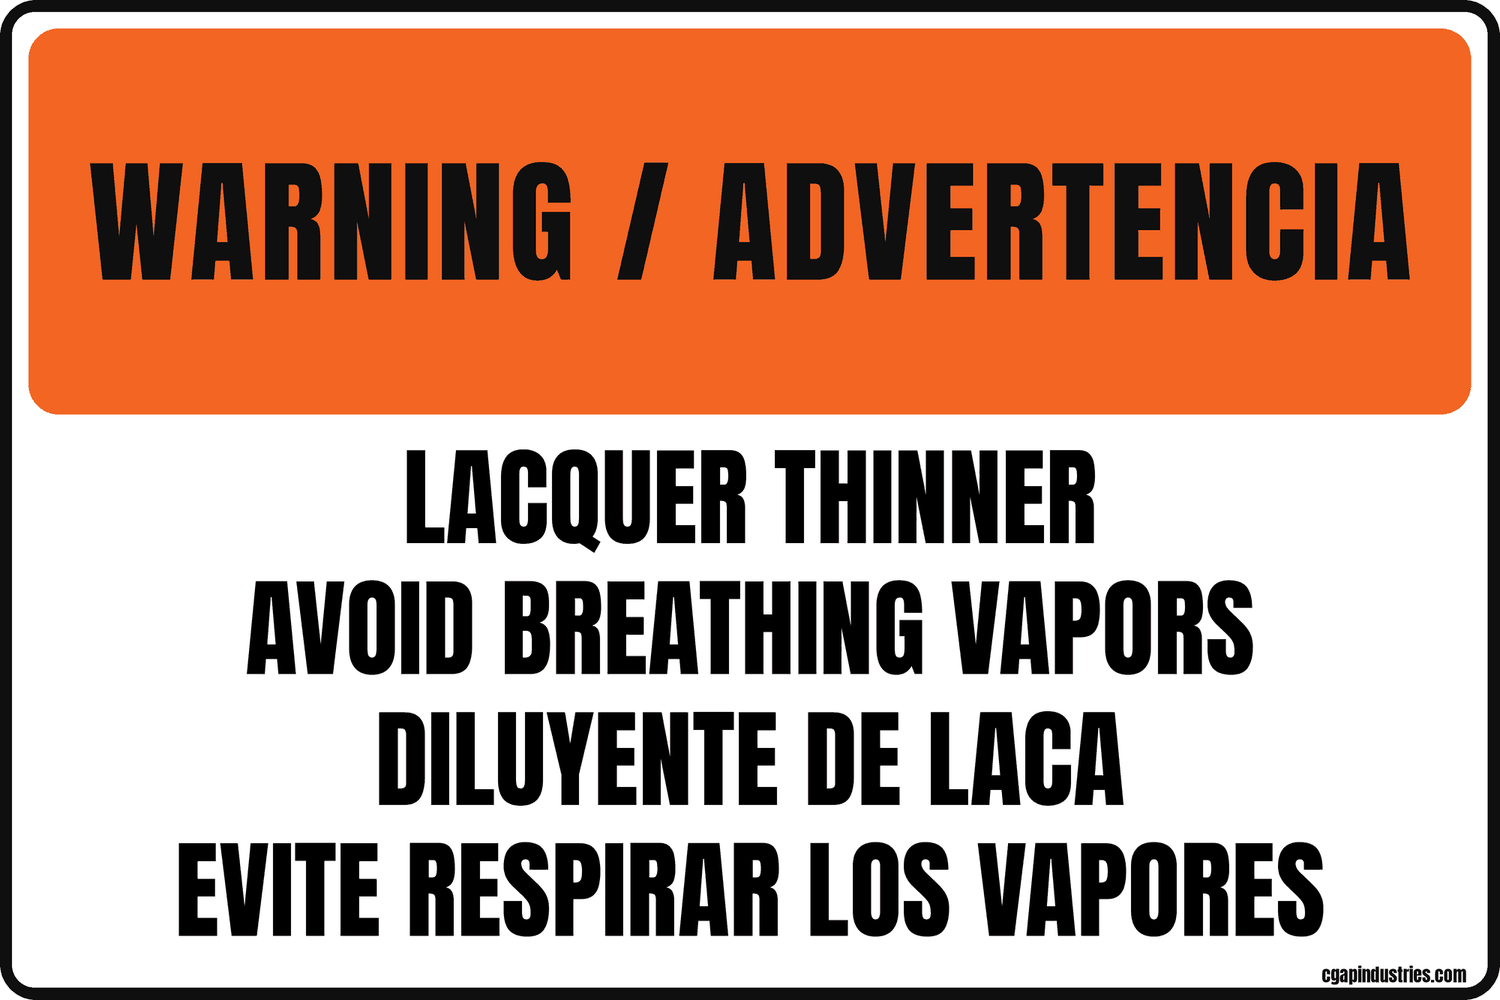 WARNING / ADVERTENCIA
LACQUER THINNER
AVOID BREATHING VAPORS
DILUYENTE DE LACA
EVITE RESPIRAR LOS VAPORES
cgapindustries.com